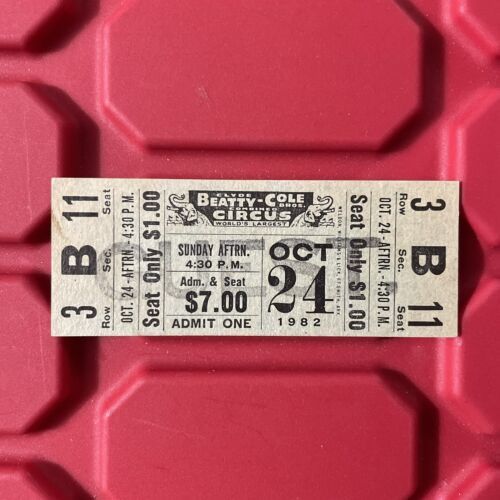 3 Row
B Sec.
11 Seat
OCT. 24-AFTRN. - 4:30 P.M.
Seat Only $1.00
CLYDE
BEATTY-COLE
COMBINED BROS.
CIRCUS
WORLD'S LARGEST
SUNDAY AFTRN.
4:30 P.M.
Adm. & Seat
$7.00
ADMIT ONE
OCT
24
1982
Seat Only $1.00
OCT. 24-AFTRN. - 4:30 P.M.
3 Row
B Sec.
11 Seat